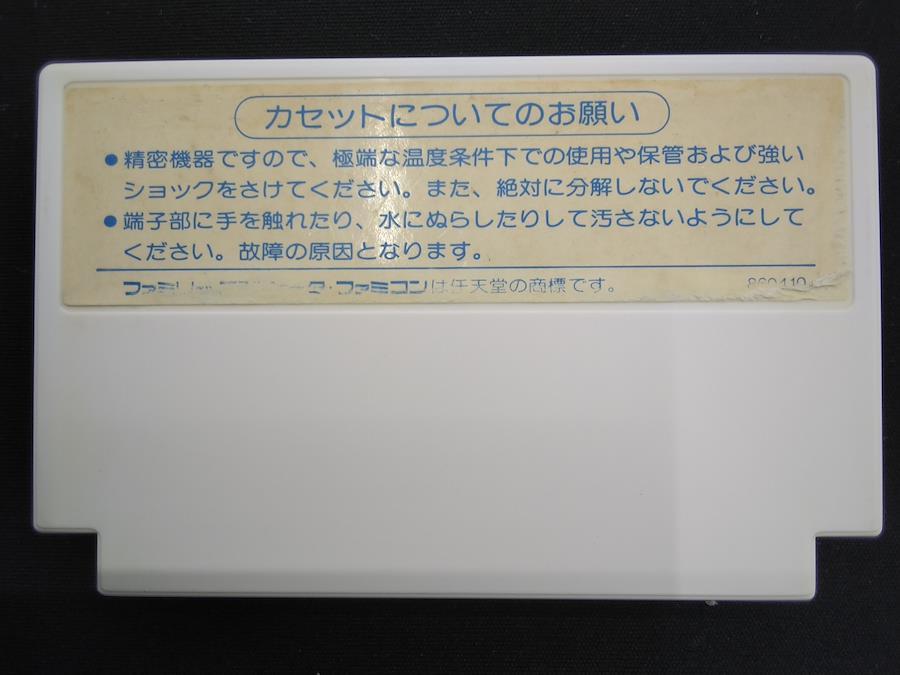 カセットについてのお願い
●精密機器ですので、極端な温度条件下での使用や保管および強い
ショックをさけてください。また、絶対に分解しないでください。
●端子部に手を触れたり、水にぬらしたりして汚さないようにして
ください。故障の原因となります。
ファミリ ・ファミコンは任天堂の商標です。